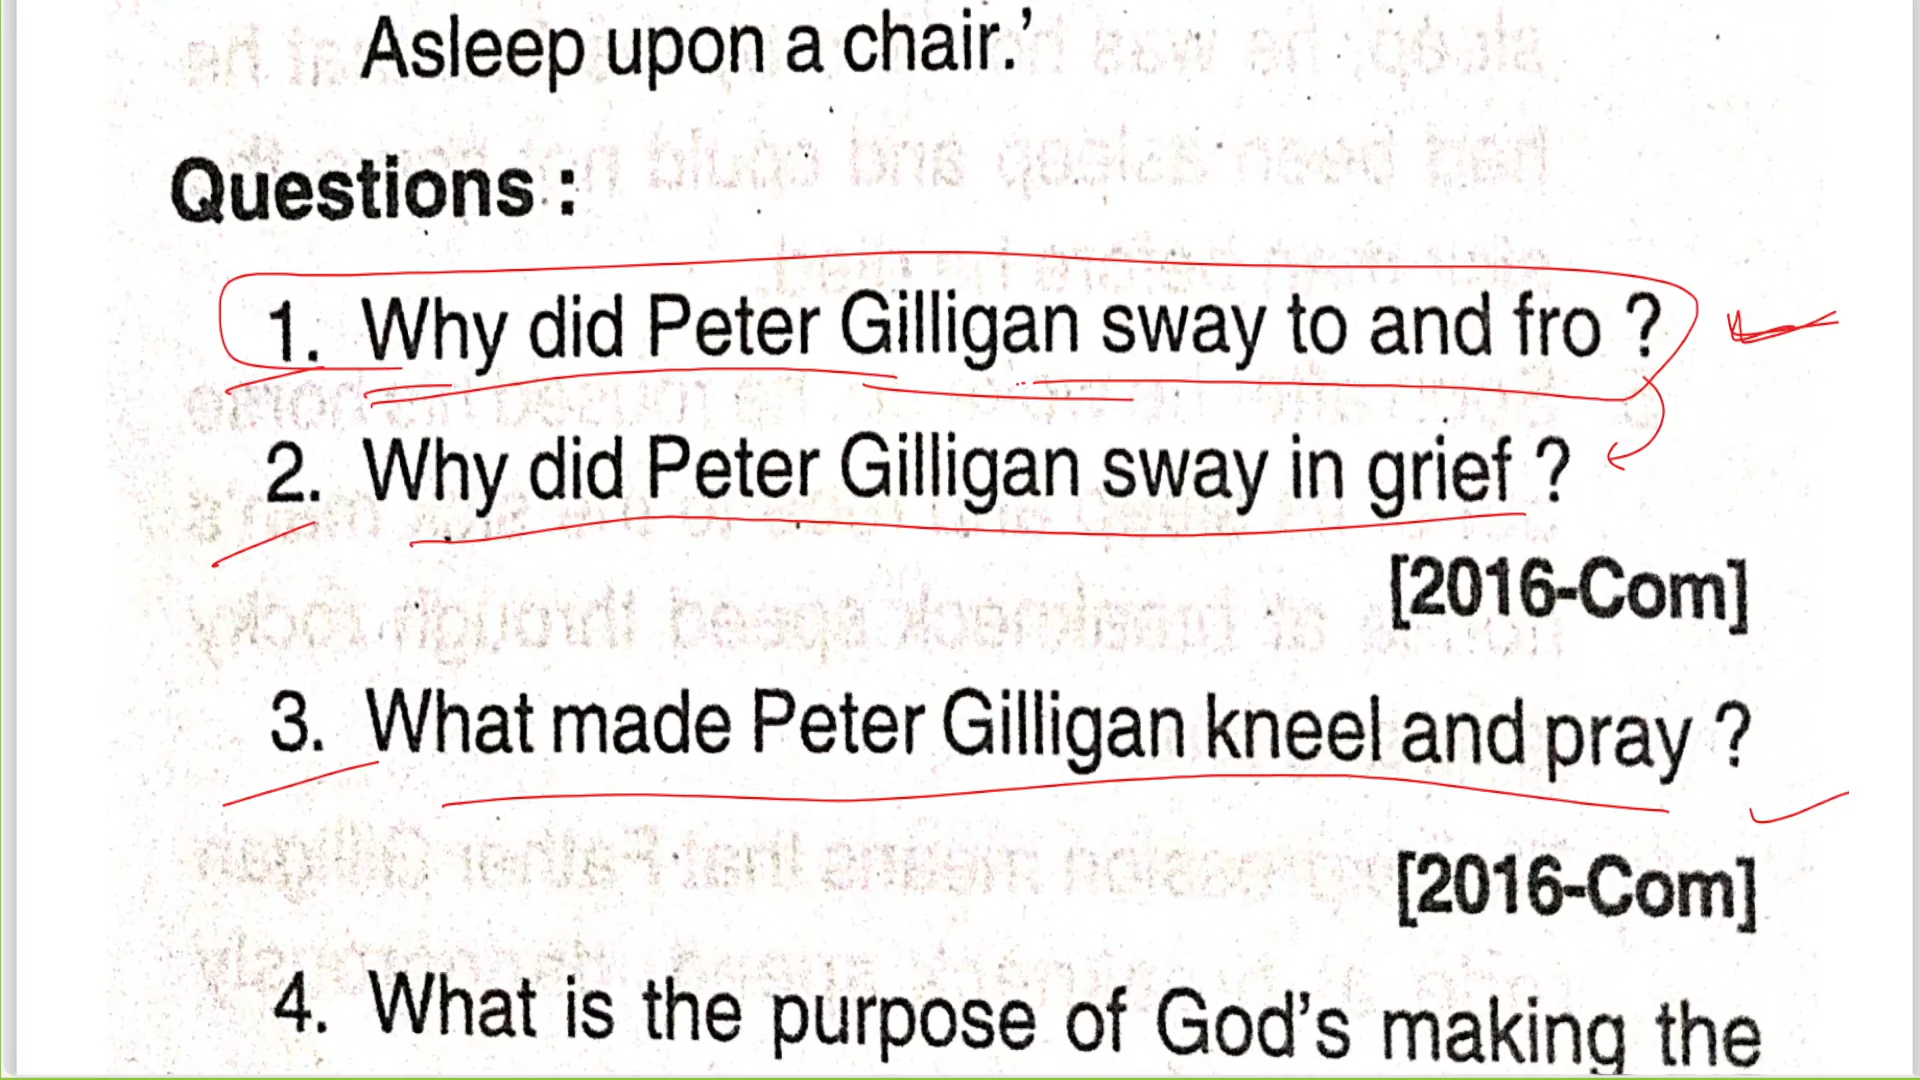 Asleep upon a chair.’
Questions :
1. Why did Peter Gilligan sway to and fro ?
2. Why did Peter Gilligan sway in grief ?
[2016-Com]
3. What made Peter Gilligan kneel and pray ?
[2016-Com]
4. What is the purpose of God’s making the